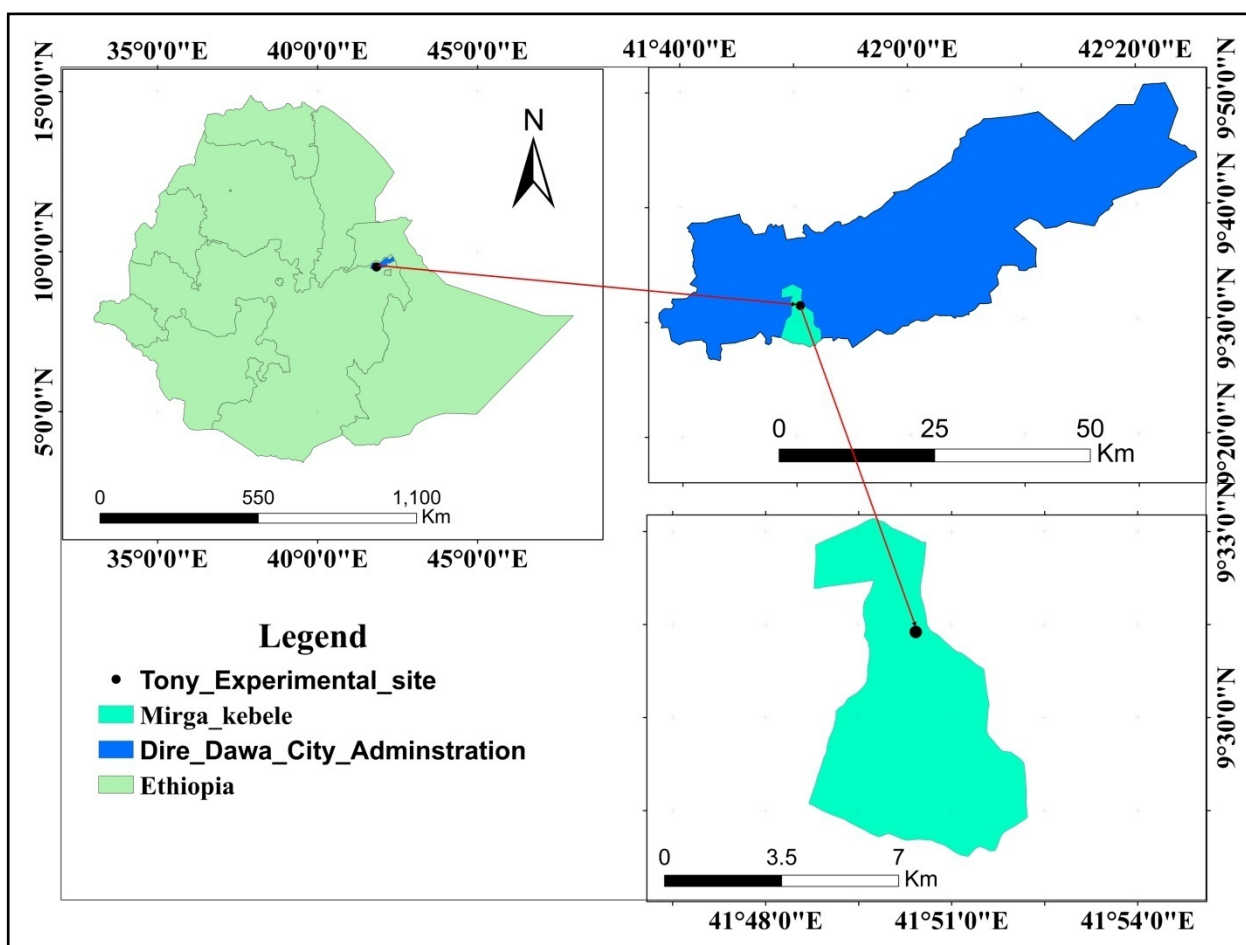 35°0'0"E 40°0'0"E 45°0'0"E
15°0'0"N
10°0'0"N
5°0'0"N
N
0 550 1,100
Km
35°0'0"E 40°0'0"E 45°0'0"E
41°40'0"E 42°0'0"E 42°20'0"E
9°50'0"N
9°40'0"N
9°30'0"N
9°20'0"N
0 25 50
Km
9°33'0"N
9°30'0"N
0 3.5 7
Km
41°48'0"E 41°51'0"E 41°54'0"E
Legend
Tony_Experimental_site
Mirga_kebele
Dire_Dawa_City_Adminstration
Ethiopia